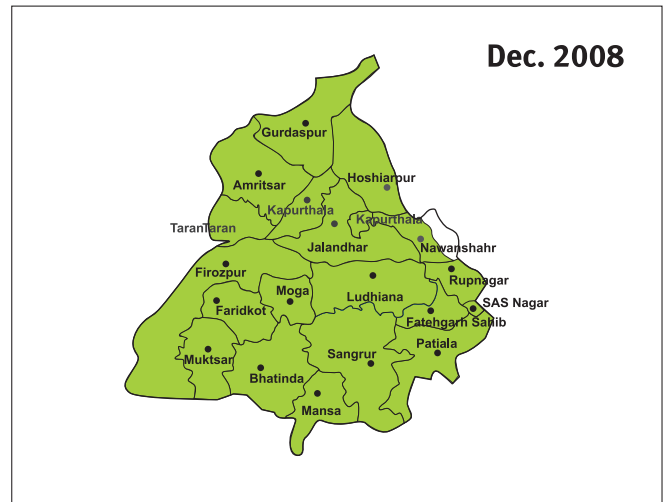 Dec. 2008
Gurdaspur
Hoshiarpur
Amritsar
Kapurthala
Kapurthala
TaranTaran
Jalandhar
Nawanshahr
Firozpur
Rupnagar
Moga
Ludhiana
SAS Nagar
Faridkot
Fatehgarh Sahib
Patiala
Sangrur
Muktsar
Bhatinda
Mansa